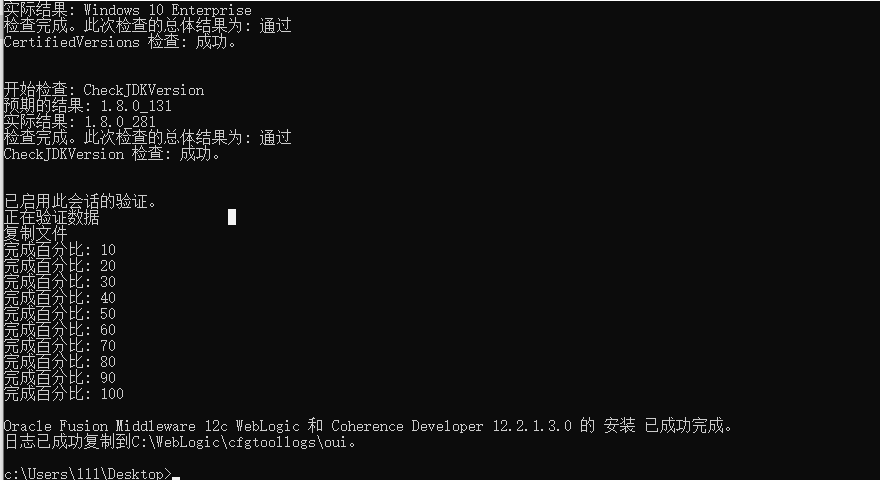 实际结果: Windows 10 Enterprise
检查完成。此次检查的总体结果为: 通过
CertifiedVersions 检查: 成功。
开始检查: CheckJDKVersion
预期的结果: 1.8.0_131
实际结果: 1.8.0_281
检查完成。此次检查的总体结果为: 通过
CheckJDKVersion 检查: 成功。
已启用此会话的验证。
正在验证数据
复制文件
完成百分比: 10
完成百分比: 20
完成百分比: 30
完成百分比: 40
完成百分比: 50
完成百分比: 60
完成百分比: 70
完成百分比: 80
完成百分比: 90
完成百分比: 100
Oracle Fusion Middleware 12c WebLogic 和 Coherence Developer 12.2.1.3.0 的 安装 已成功完成。
日志已成功复制到C:\WebLogic\cfgtoollogs\oui。
c:\Users\lll\Desktop>